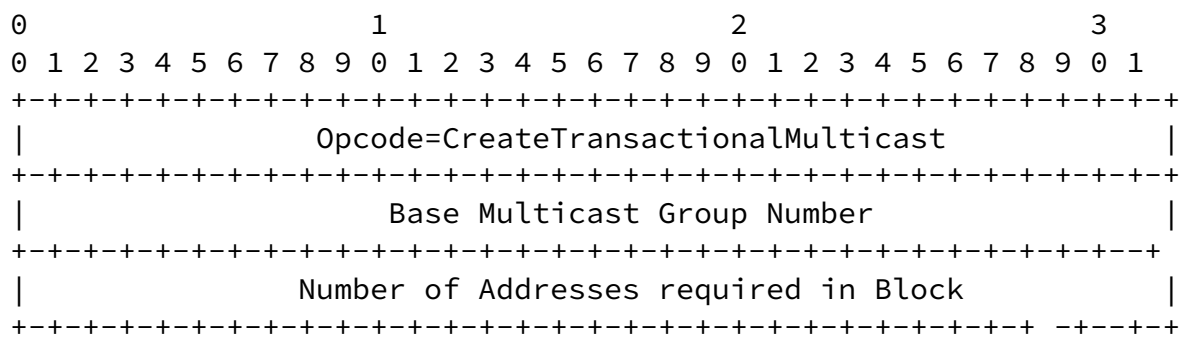 0                   1                   2                   3
0 1 2 3 4 5 6 7 8 9 0 1 2 3 4 5 6 7 8 9 0 1 2 3 4 5 6 7 8 9 0 1
+-+-+-+-+-+-+-+-+-+-+-+-+-+-+-+-+-+-+-+-+-+-+-+-+-+-+-+-+-+-+-+-+
|                Opcode=CreateTransactionalMulticast            |
+-+-+-+-+-+-+-+-+-+-+-+-+-+-+-+-+-+-+-+-+-+-+-+-+-+-+-+-+-+-+-+-+
|                    Base Multicast Group Number                |
+-+-+-+-+-+-+-+-+-+-+-+-+-+-+-+-+-+-+-+-+-+-+-+-+-+-+-+-+-+-+--+
|               Number of Addresses required in Block           |
+-+-+-+-+-+-+-+-+-+-+-+-+-+-+-+-+-+-+-+-+-+-+-+-+-+-+-+-+ -+--+-+